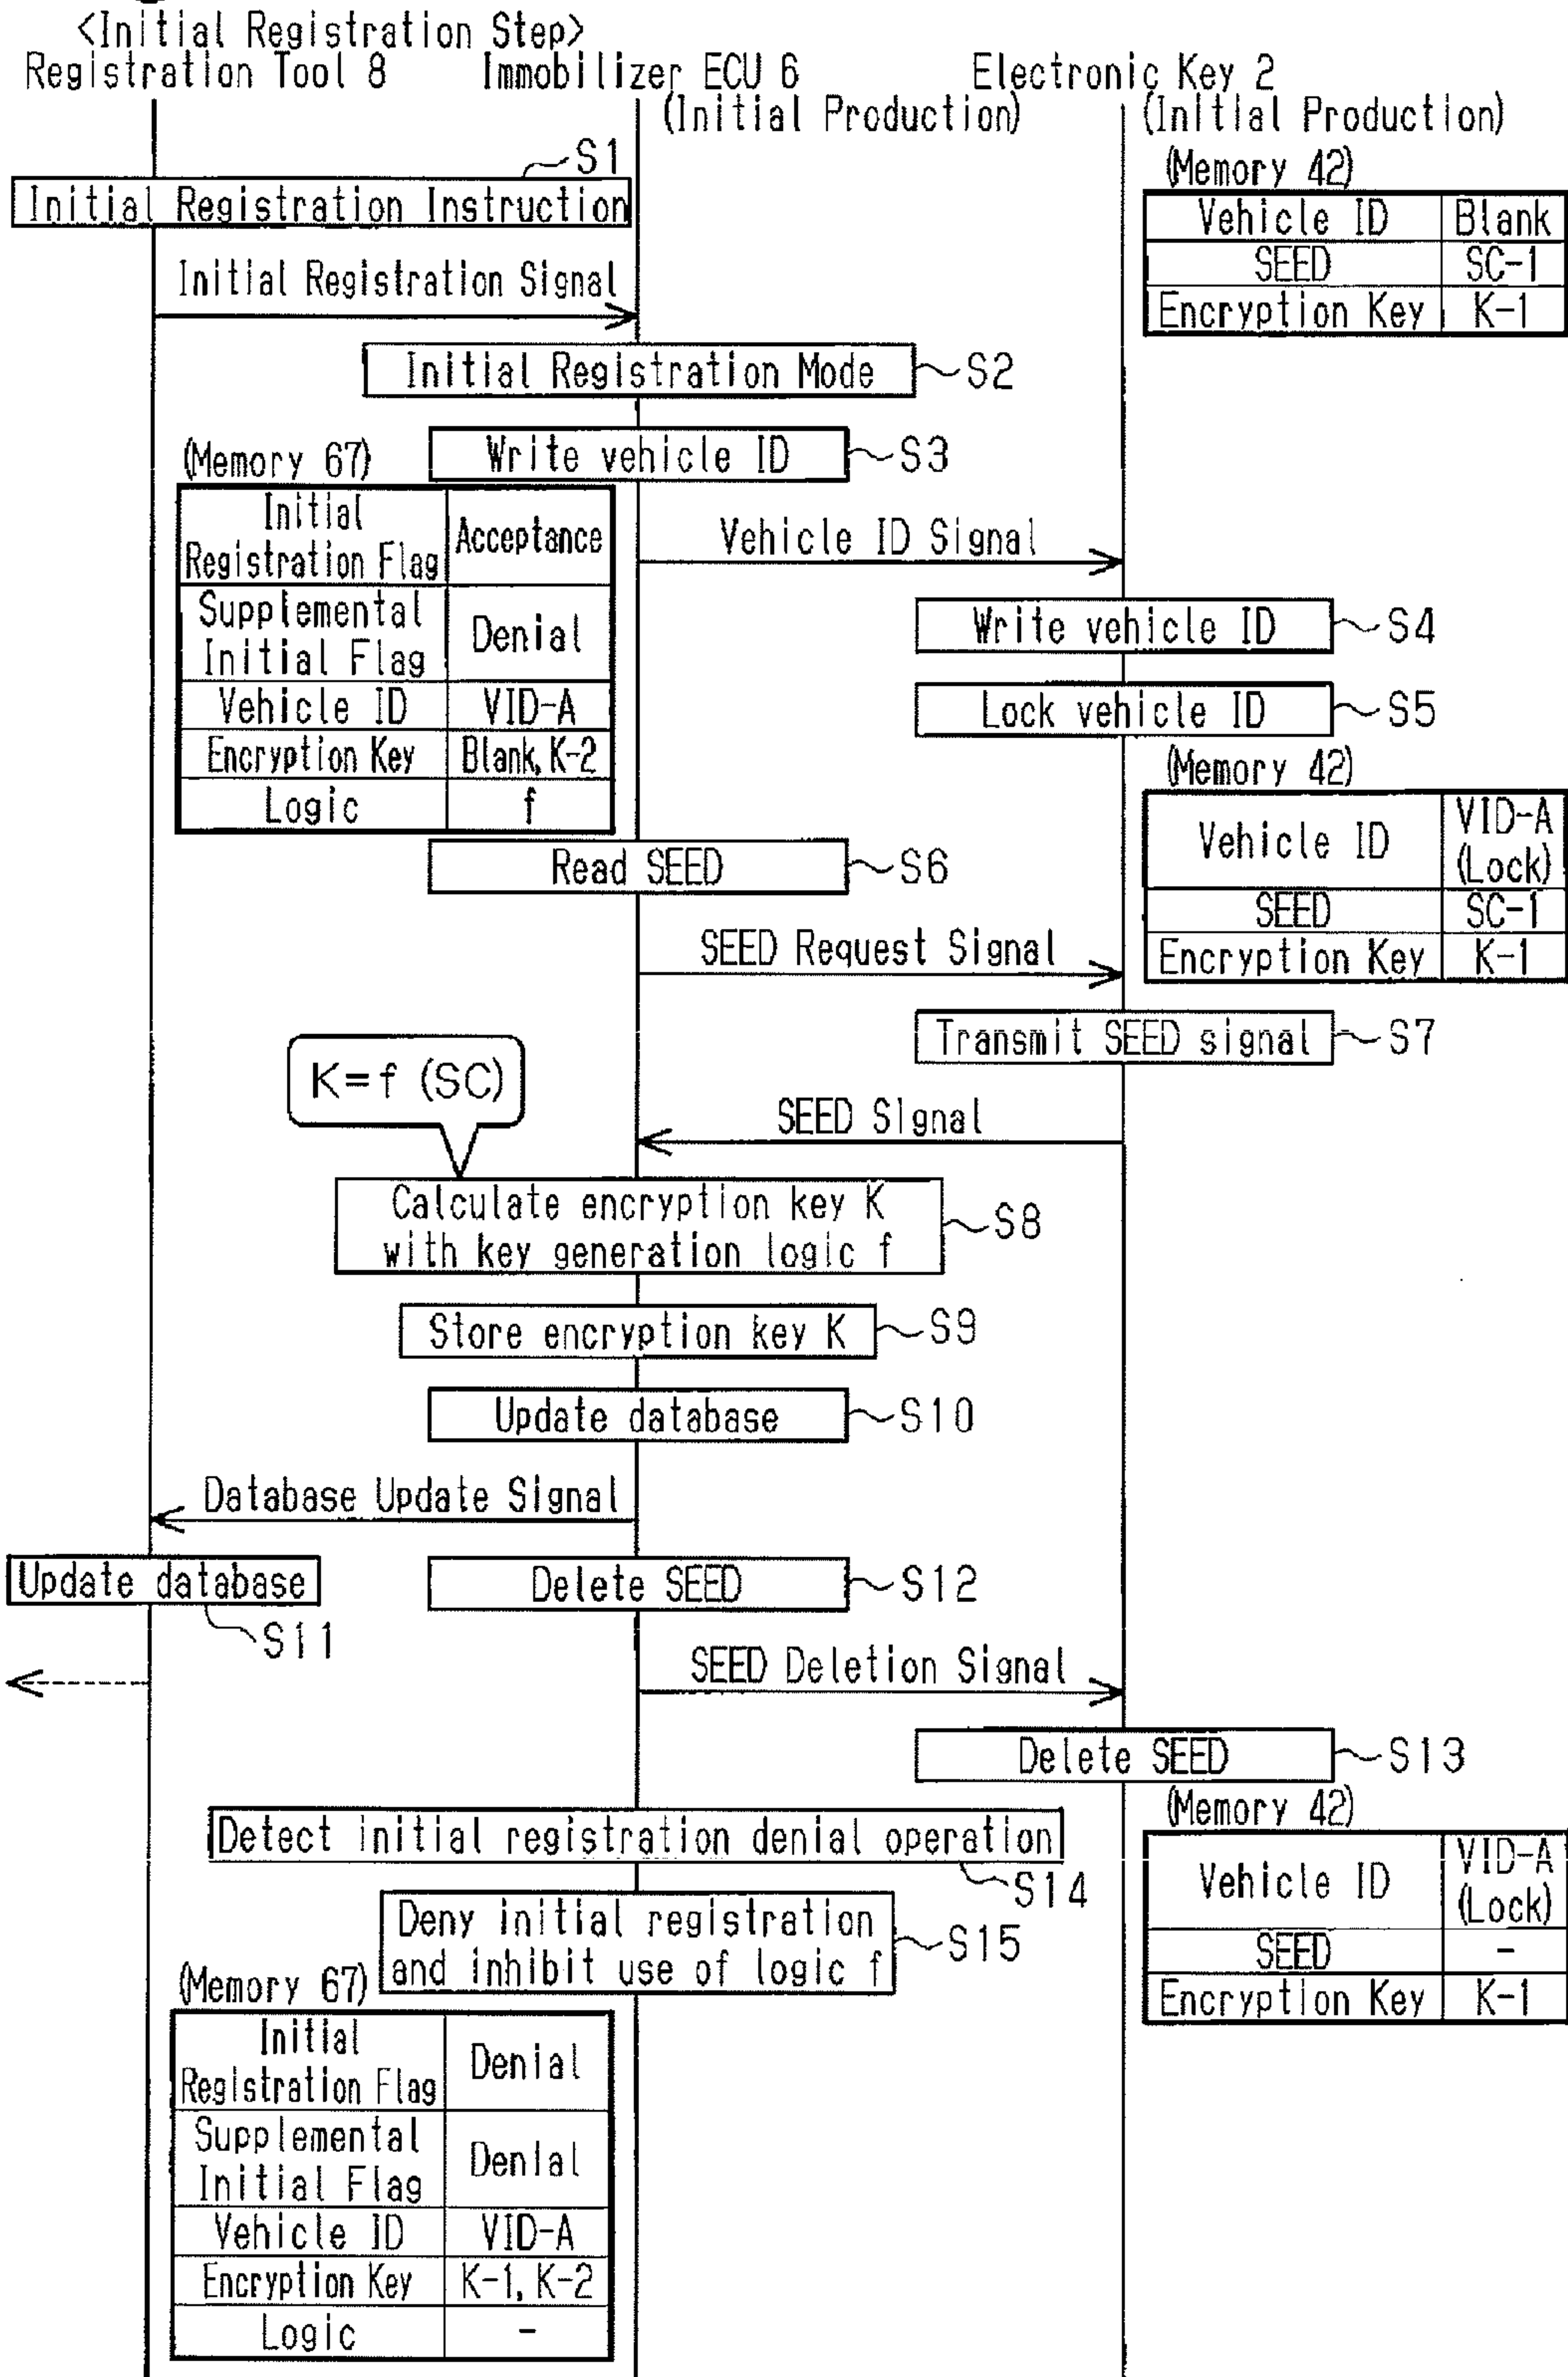 <Initial Registration Step>
Registration Tool 8 Immobilizer ECU 6 Electronic Key 2
(Initial Production) (Initial Production)
S1
(Memory 42)
Initial Registration Instruction
Vehicle ID Blank
SEED SC-1
Encryption Key K-1
Initial Registration Signal
Initial Registration Mode S2
Write vehicle ID S3
(Memory 67)
Initial
Registration Flag Acceptance
Supplemental
Initial Flag Denial
Vehicle ID VID-A
Encryption Key Blank, K-2
Logic f
Vehicle ID Signal
Write vehicle ID S4
Lock vehicle ID S5
(Memory 42)
Vehicle ID VID-A
(Lock)
SEED SC-1
Encryption Key K-1
Read SEED S6
SEED Request Signal
Transmit SEED signal S7
K=f (SC)
SEED Signal
Calculate encryption key K
with key generation logic f S8
Store encryption key K S9
Update database S10
Database Update Signal
Update database
S11
Delete SEED S12
SEED Deletion Signal
Delete SEED S13
(Memory 42)
Vehicle ID VID-A
(Lock)
SEED -
Encryption Key K-1
Detect initial registration denial operation
S14
Deny initial registration
and inhibit use of logic f S15
(Memory 67)
Initial
Registration Flag Denial
Supplemental
Initial Flag Denial
Vehicle ID VID-A
Encryption Key K-1, K-2
Logic -